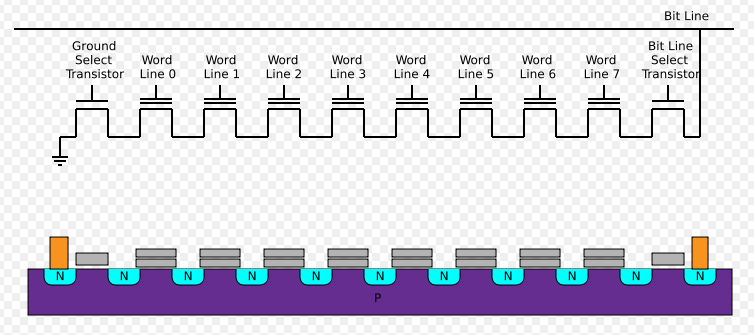 Bit Line
Ground
Select
Transistor
Word
Line 0
Word
Line 1
Word
Line 2
Word
Line 3
Word
Line 4
Word
Line 5
Word
Line 6
Word
Line 7
Bit Line
Select
Transistor
N
N
N
N
N
N
N
N
N
N
N
P